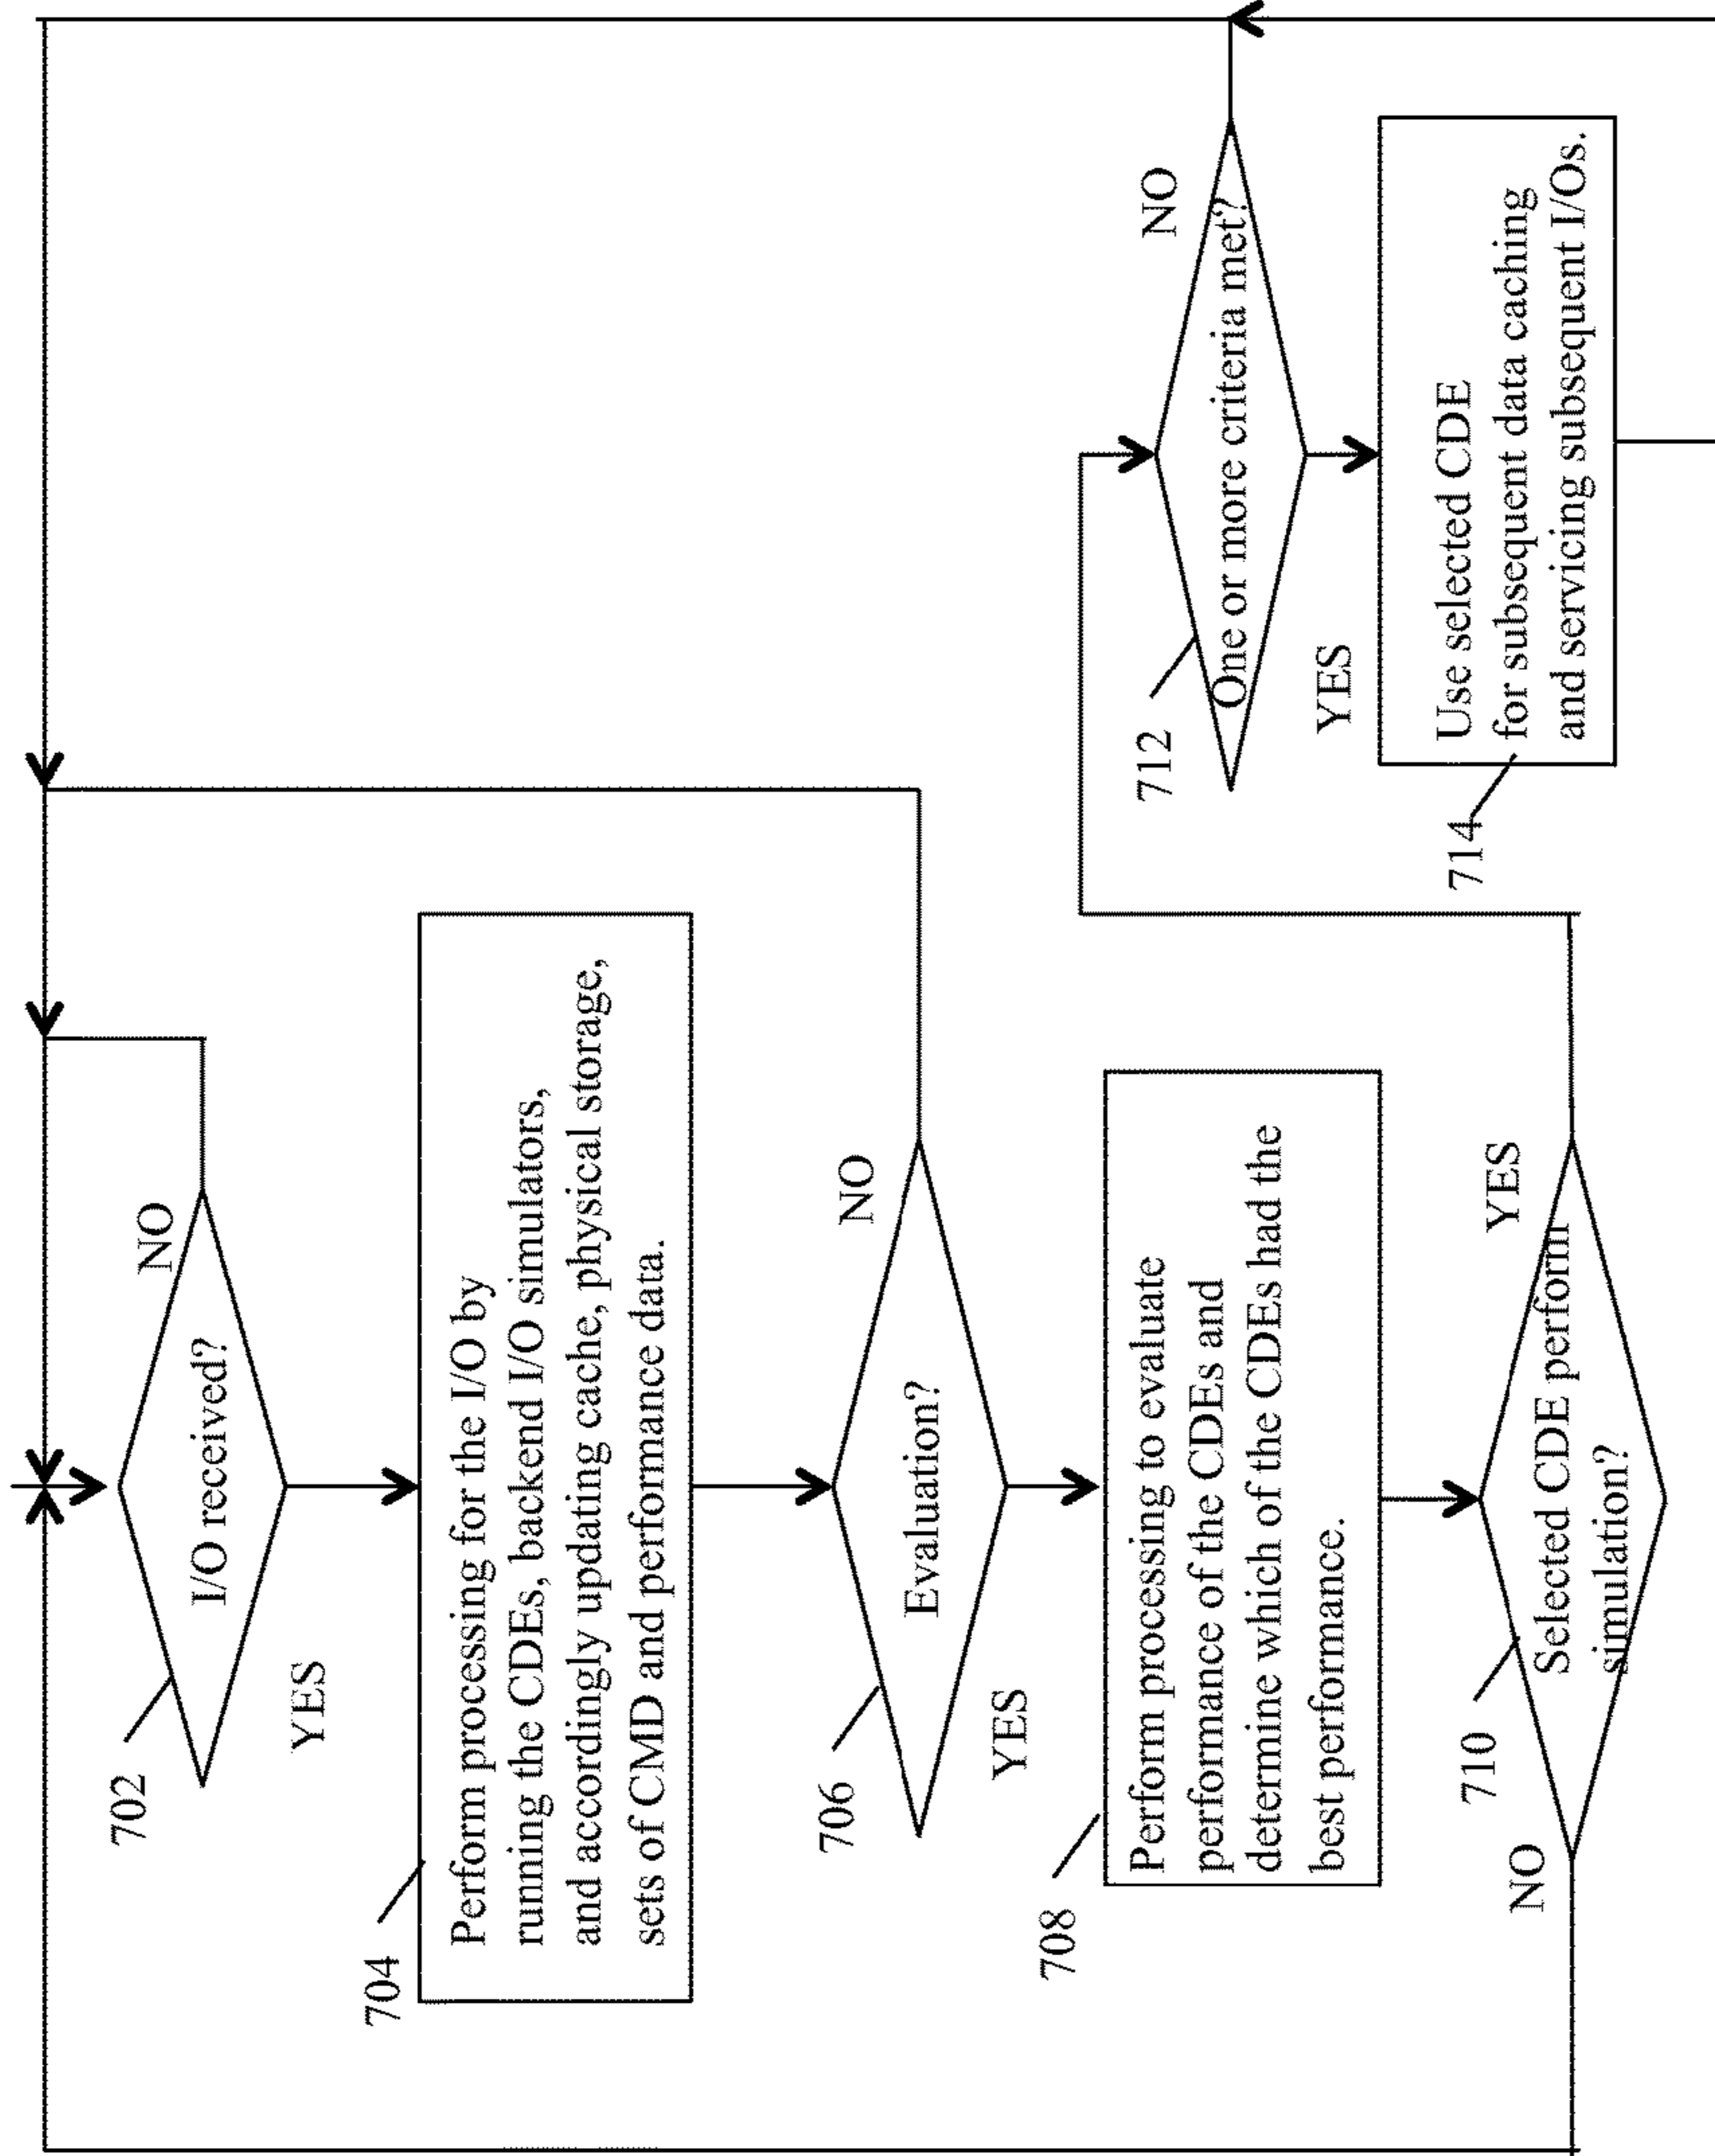 702
I/O received?
NO
YES
704
Perform processing for the I/O by
running the CDEs, backend I/O simulators,
and accordingly updating cache, physical storage,
sets of CMD and performance data.
706
Evaluation?
NO
YES
708
Perform processing to evaluate
performance of the CDEs and
determine which of the CDEs had the
best performance.
710
NO
Selected CDE perform
simulation?
YES
712
One or more criteria met?
NO
YES
714
Use selected CDE
for subsequent data caching
and servicing subsequent I/Os.